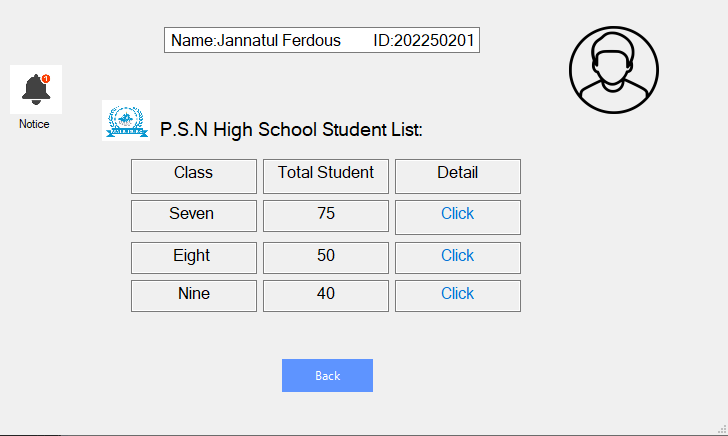 Name:Jannatul Ferdous ID:202250201
1
Notice
P.S.N High School Student List:
Class Total Student Detail
Seven 75 Click
Eight 50 Click
Nine 40 Click
Back